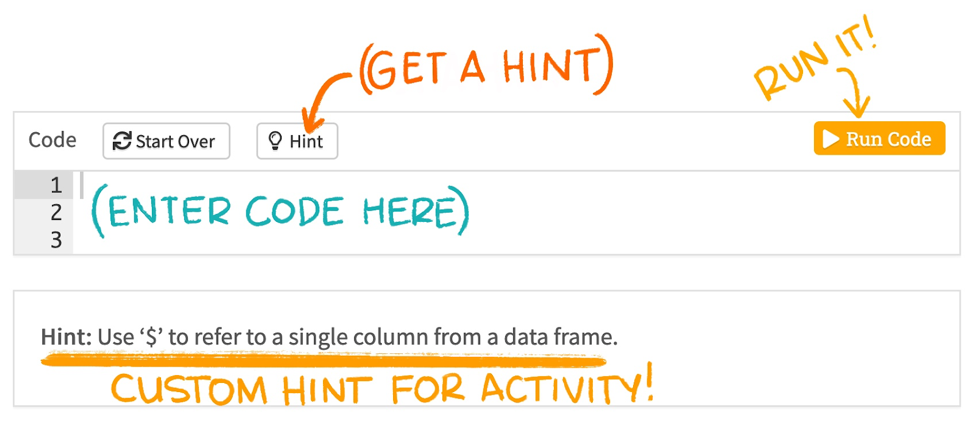 (GET A HINT)
RUN IT!
Code Start Over Hint Run Code
1
(ENTER CODE HERE)
2
3
Hint: Use ‘$’ to refer to a single column from a data frame.
CUSTOM HINT FOR ACTIVITY!